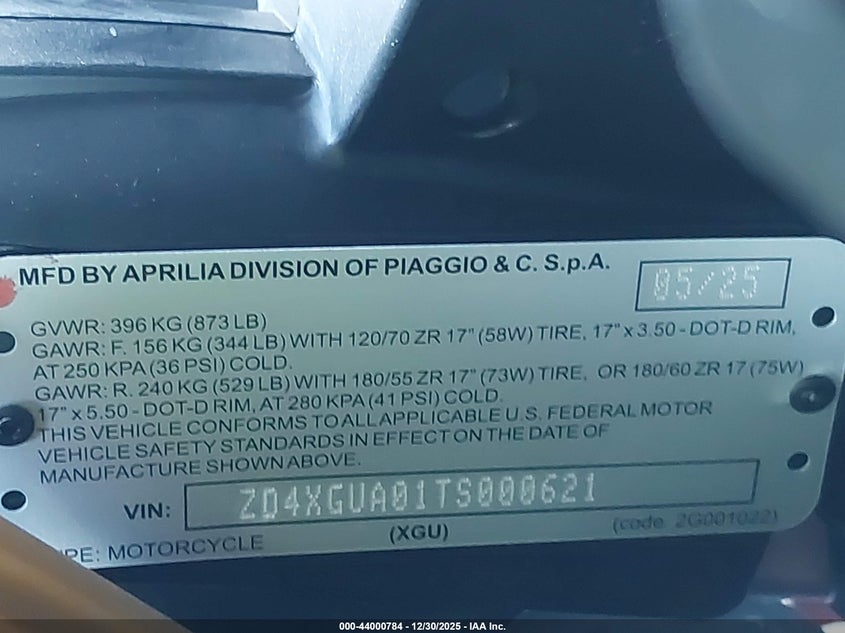 MFD BY APRILIA DIVISION OF PIAGGIO & C. S.p.A.
05/25
GVWR: 396 KG (873 LB)
GAWR: F. 156 KG (344 LB) WITH 120/70 ZR 17" (58W) TIRE, 17" x 3.50 - DOT-D RIM,
AT 250 KPA (36 PSI) COLD.
GAWR: R. 240 KG (529 LB) WITH 180/55 ZR 17" (73W) TIRE, OR 180/60 ZR 17 (75W)
17" x 5.50 - DOT-D RIM, AT 280 KPA (41 PSI) COLD.
THIS VEHICLE CONFORMS TO ALL APPLICABLE U.S. FEDERAL MOTOR
VEHICLE SAFETY STANDARDS IN EFFECT ON THE DATE OF
MANUFACTURE SHOWN ABOVE.
VIN: ZD4XGUA01TS000621
(XGU)
(code 2G001022)
PE: MOTORCYCLE
000-44000784 - 12/30/2025 - IAA Inc.